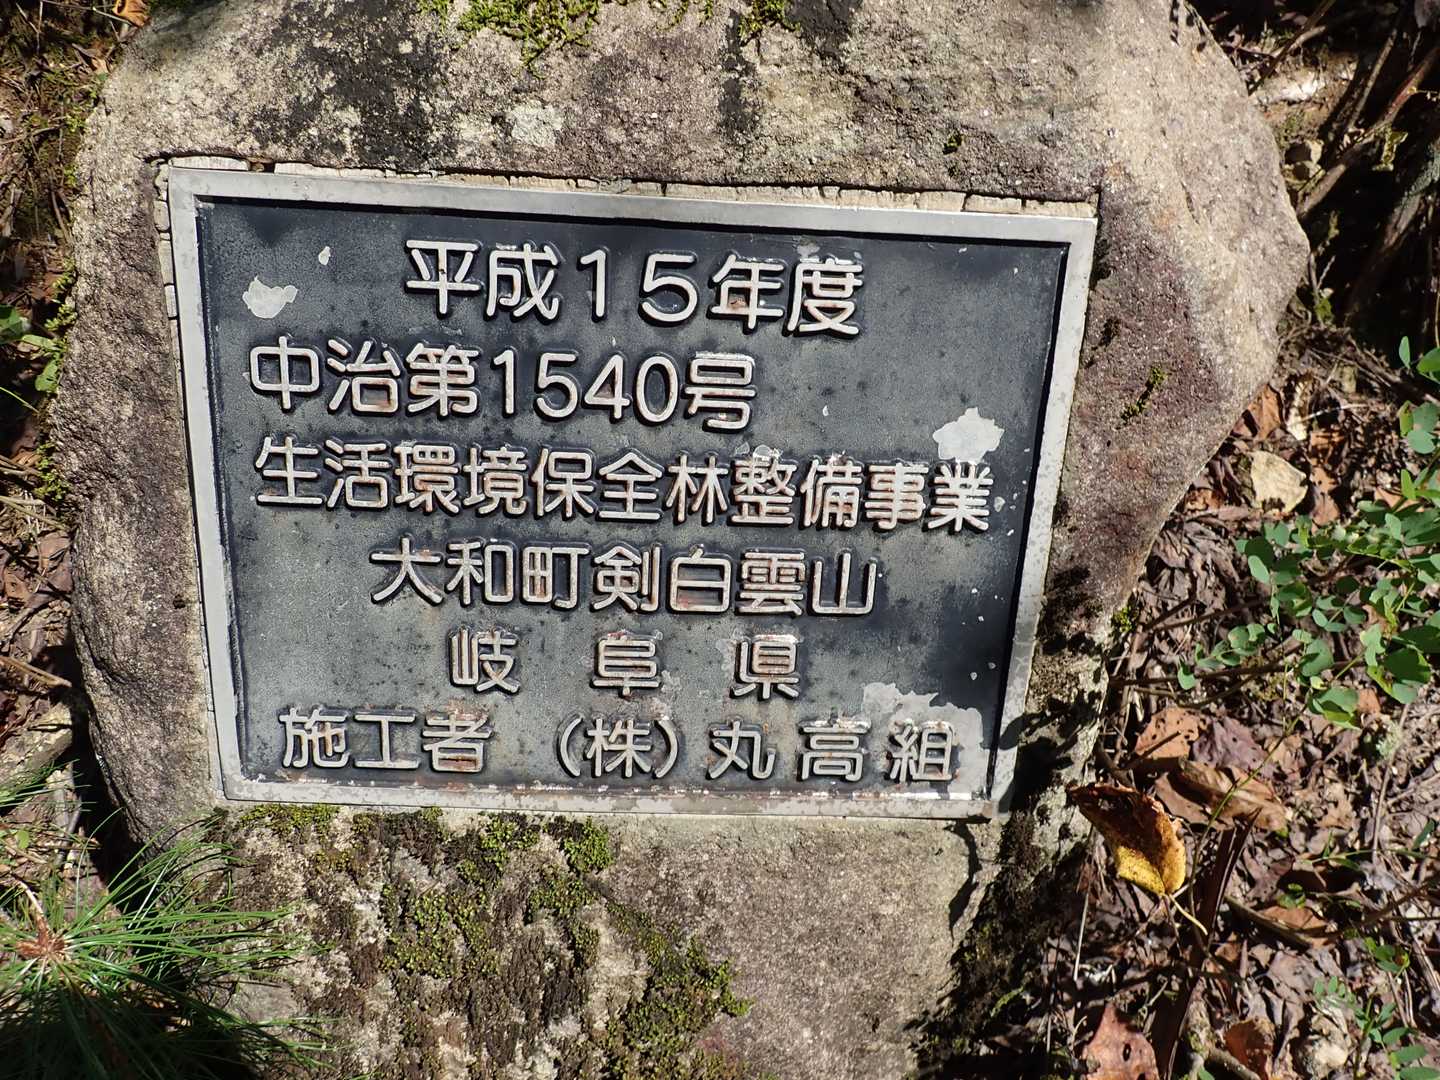 平成15年度
中治第1540号
生活環境保全林整備事業
大和町剣白雲山
岐阜県
施工者 (株)丸高組